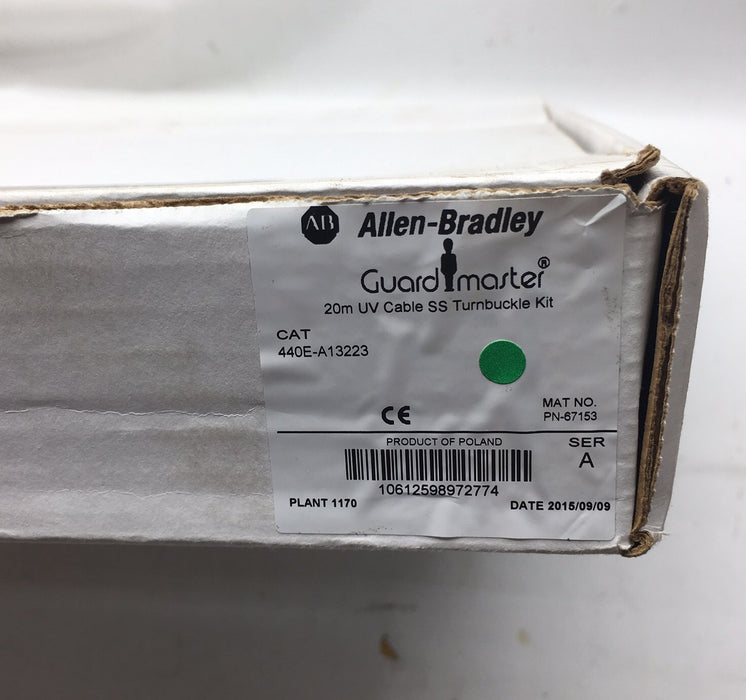 AB Allen-Bradley
Guardmaster®
20m UV Cable SS Turnbuckle Kit
CAT
440E-A13223
MAT NO.
PN-67153
CE
PRODUCT OF POLAND
SER
A
10612598972774
PLANT 1170
DATE 2015/09/09